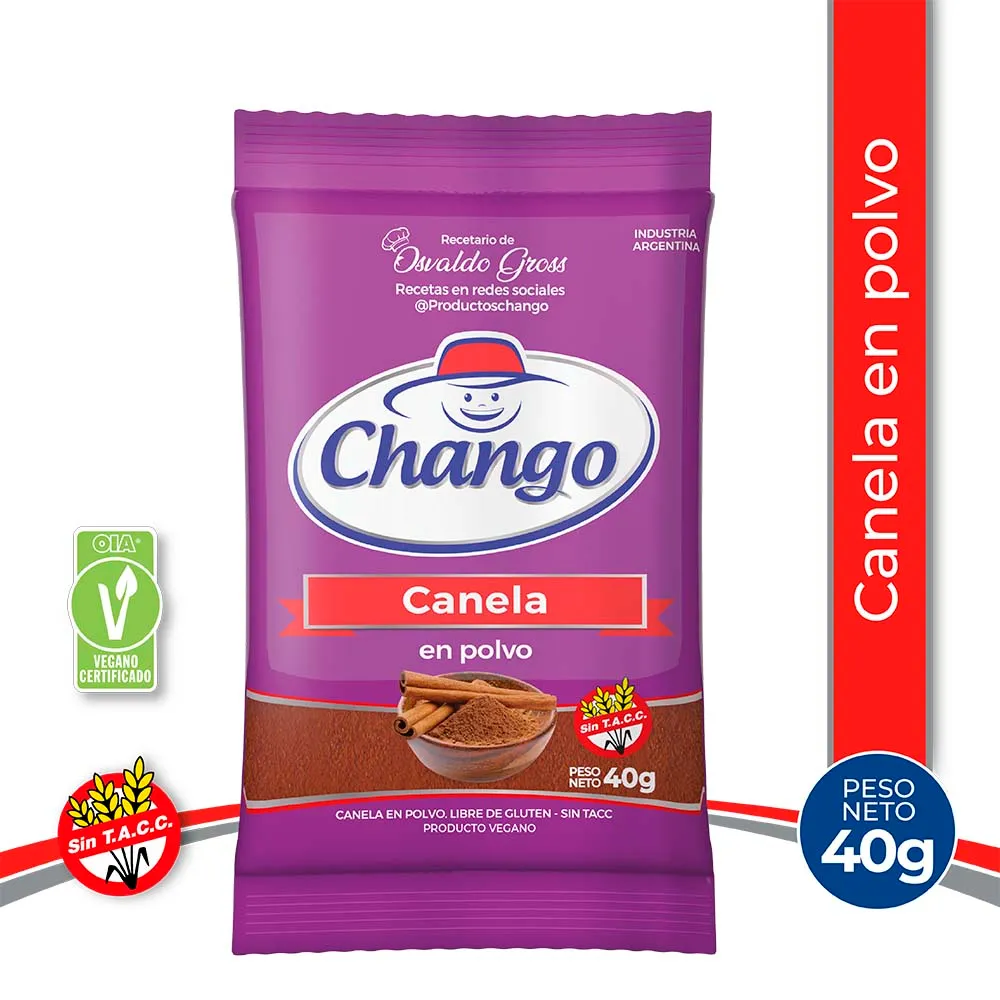 Recetario de
Osvaldo Gross
Recetas en redes sociales
@Productoschango
INDUSTRIA
ARGENTINA
Chango
Canela
en polvo
Sin T.A.C.C.
PESO
NETO 40g
CANELA EN POLVO. LIBRE DE GLUTEN - SIN TACC
PRODUCTO VEGANO
OIA®
V
VEGANO
CERTIFICADO
Sin T.A.C.C.
Canela en polvo
PESO
NETO
40g